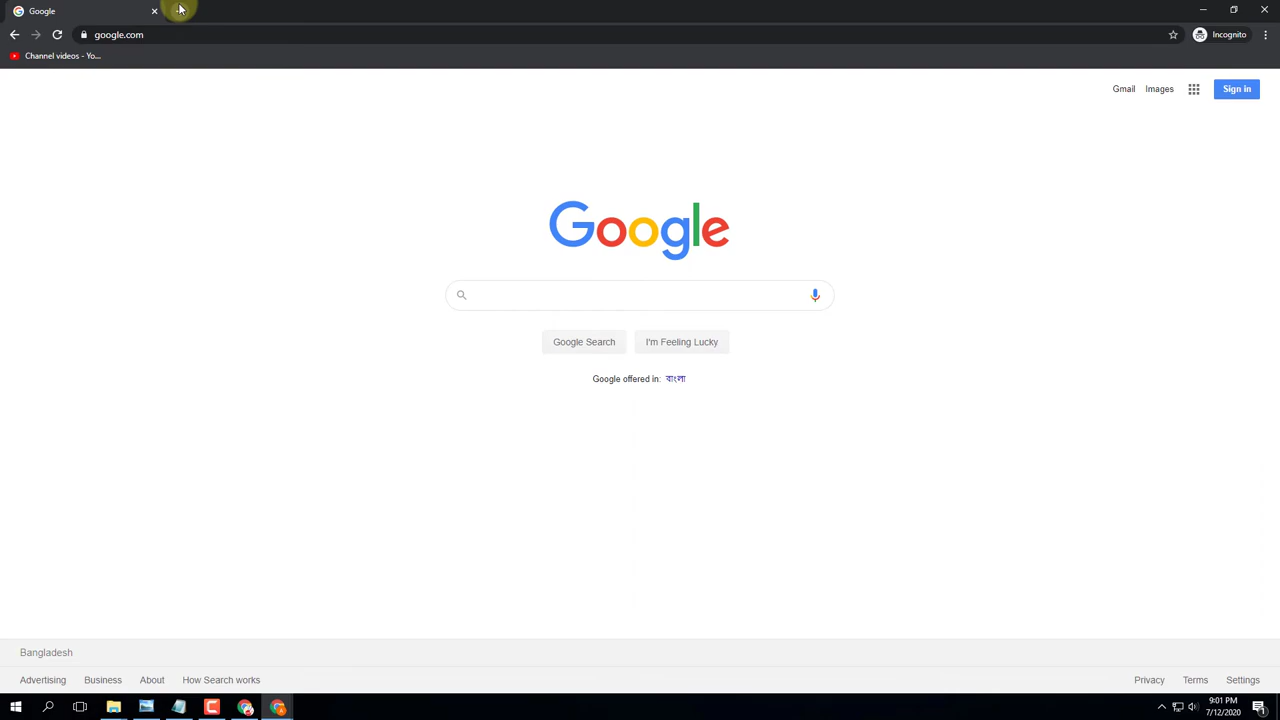 Google
google.com
Incognito
Channel videos - Yo...
Gmail Images Sign in
Google
Google Search I'm Feeling Lucky
Google offered in: বাংলা
Bangladesh
Advertising Business About How Search works Privacy Terms Settings
9:01 PM
7/12/2020
1